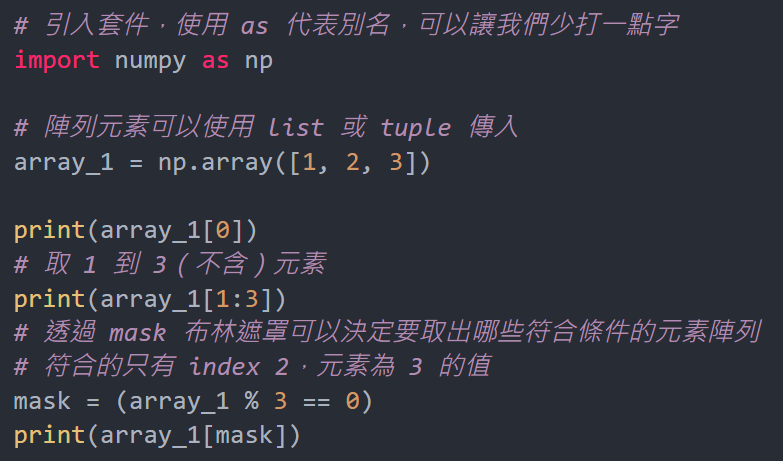 # 引入套件，使用 as 代表別名，可以讓我們少打一點字
import numpy as np
# 陣列元素可以使用 list 或 tuple 傳入
array_1 = np.array([1, 2, 3])
print(array_1[0])
# 取 1 到 3（不含）元素
print(array_1[1:3])
# 透過 mask 布林遮罩可以決定要取出哪些符合條件的元素陣列
# 符合的只有 index 2，元素為 3 的值
mask = (array_1 % 3 == 0)
print(array_1[mask])